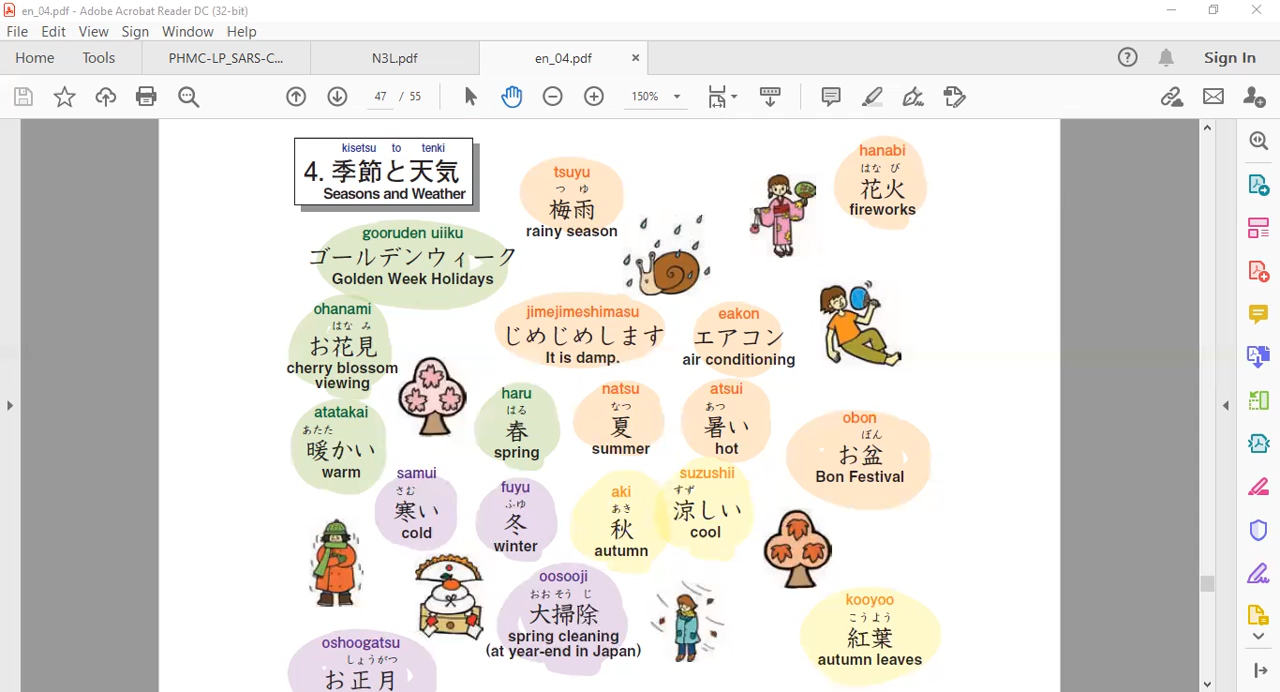 en_04.pdf - Adobe Acrobat Reader DC (32-bit)
File Edit View Sign Window Help
Home Tools PHMC-LP_SARS-C... N3L.pdf en_04.pdf Sign In
47 / 55 150%
kisetsu to tenki
4. 季節と天気
Seasons and Weather
tsuyu
つ ゆ
梅雨
rainy season
hanabi
はな び
花火
fireworks
gooruden uiiku
ゴールデンウィーク
Golden Week Holidays
ohanami
はな み
お花見
cherry blossom
viewing
jimejimeshimasu
じめじめします
It is damp.
eakon
エアコン
air conditioning
atatakai
あたた
暖かい
warm
haru
はる
春
spring
natsu
なつ
夏
summer
atsui
あつ
暑い
hot
obon
ぼん
お盆
Bon Festival
samui
さむ
寒い
cold
fuyu
ふゆ
冬
winter
aki
あき
秋
autumn
suzushii
すず
涼しい
cool
oosooji
おお そう じ
大掃除
spring cleaning
(at year-end in Japan)
kooyoo
こうよう
紅葉
autumn leaves
oshoogatsu
しょうがつ
お正月